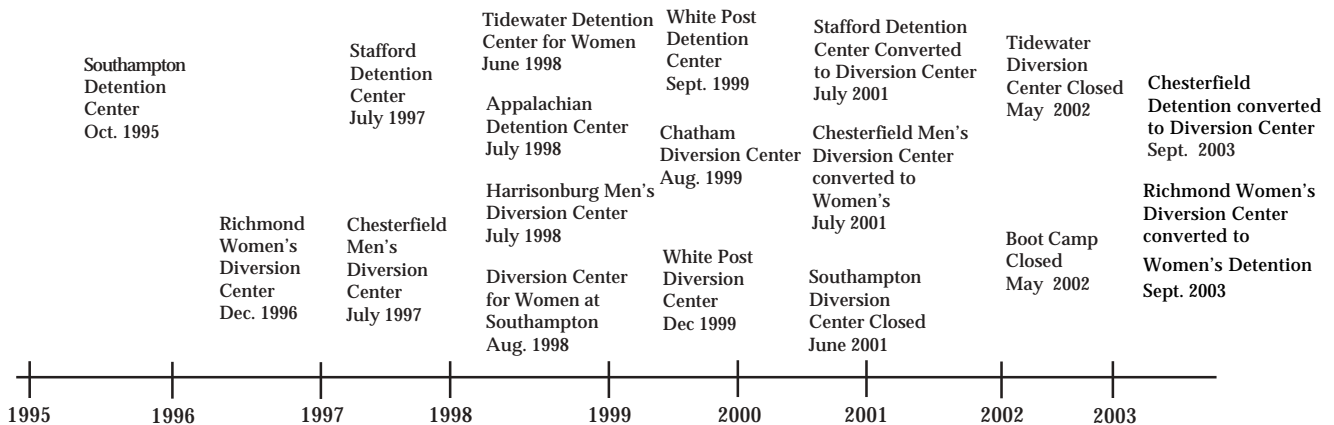 Southampton
Detention
Center
Oct. 1995
Richmond
Women's
Diversion
Center
Dec. 1996
Stafford
Detention
Center
July 1997
Chesterfield
Men's
Diversion
Center
July 1997
Tidewater Detention
Center for Women
June 1998
Appalachian
Detention Center
July 1998
Harrisonburg Men's
Diversion Center
July 1998
Diversion Center
for Women at
Southampton
Aug. 1998
White Post
Detention
Center
Sept. 1999
Chatham
Diversion Center
Aug. 1999
White Post
Diversion
Center
Dec 1999
Stafford Detention
Center Converted
to Diversion Center
July 2001
Chesterfield Men's
Diversion Center
converted to
Women's
July 2001
Southampton
Diversion
Center Closed
June 2001
Tidewater
Diversion
Center Closed
May 2002
Boot Camp
Closed
May 2002
Chesterfield
Detention converted
to Diversion Center
Sept. 2003
Richmond Women's
Diversion Center
converted to
Women's Detention
Sept. 2003
1995
1996
1997
1998
1999
2000
2001
2002
2003